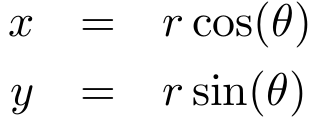 x = r cos(θ)
y = r sin(θ)